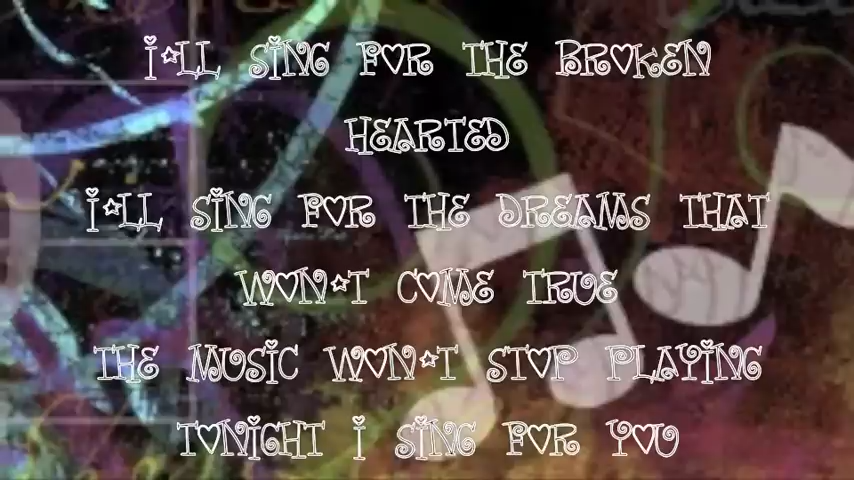 I'LL SING FOR THE BROKEN
HEARTED
I'LL SING FOR THE DREAMS THAT
WON'T COME TRUE
THE MUSIC WON'T STOP PLAYING
TONIGHT I SING FOR YOU